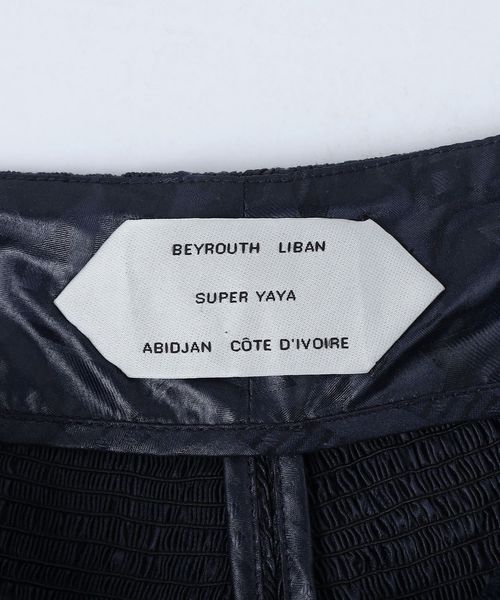 BEYROUTH LIBAN
SUPER YAYA
ABIDJAN CÔTE D'IVOIRE